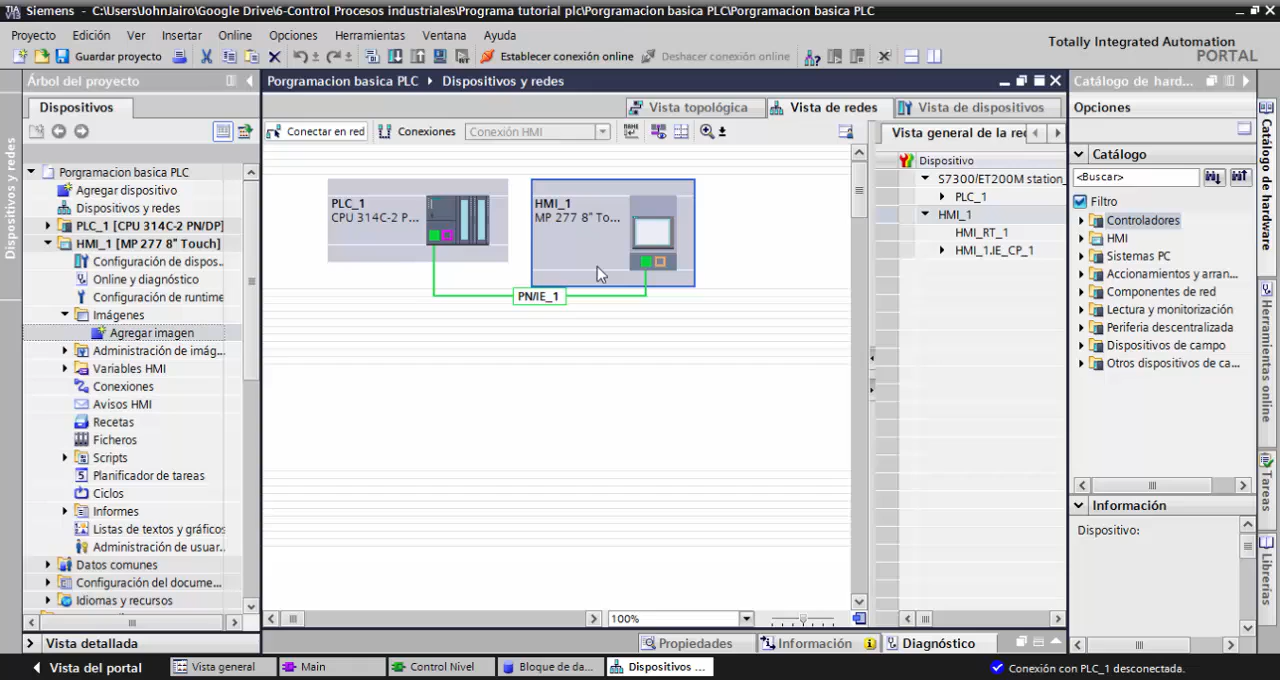 Siemens - C:\Users\JohnJairo\Google Drive\6-Control Procesos industriales\Programa tutorial plc\Porgramacion basica PLC\Porgramacion basica PLC
Proyecto Edición Ver Insertar Online Opciones Herramientas Ventana Ayuda
Totally Integrated Automation
PORTAL
Guardar proyecto
Establecer conexión online
Deshacer conexión online
Árbol del proyecto
Dispositivos
Dispositivos y redes
Porgramacion basica PLC
Agregar dispositivo
Dispositivos y redes
PLC_1 [CPU 314C-2 PN/DP]
HMI_1 [MP 277 8" Touch]
Configuración de dispos...
Online y diagnóstico
Configuración de runtime
Imágenes
Agregar imagen
Administración de imág...
Variables HMI
Conexiones
Avisos HMI
Recetas
Ficheros
Scripts
Planificador de tareas
Ciclos
Informes
Listas de textos y gráficos
Administración de usuar...
Datos comunes
Configuración del docume...
Idiomas y recursos
Vista detallada
Porgramacion basica PLC Dispositivos y redes
Vista topológica
Vista de redes
Vista de dispositivos
Conectar en red
Conexiones
Conexión HMI
PLC_1
CPU 314C-2 P...
HMI_1
MP 277 8" To...
PN/IE_1
100%
Vista general de la red
Dispositivo
S7300/ET200M station_
PLC_1
HMI_1
HMI_RT_1
HMI_1.IE_CP_1
Propiedades
Información
Diagnóstico
Catálogo de hard...
Opciones
Catálogo
<Buscar>
Filtro
Controladores
HMI
Sistemas PC
Accionamientos y arran...
Componentes de red
Lectura y monitorización
Periferia descentralizada
Dispositivos de campo
Otros dispositivos de ca...
Información
Dispositivo:
Catálogo de hardware
Herramientas online
Tareas
Librerías
Vista del portal
Vista general
Main
Control Nivel
Bloque de da...
Dispositivos ...
Conexión con PLC_1 desconectada.